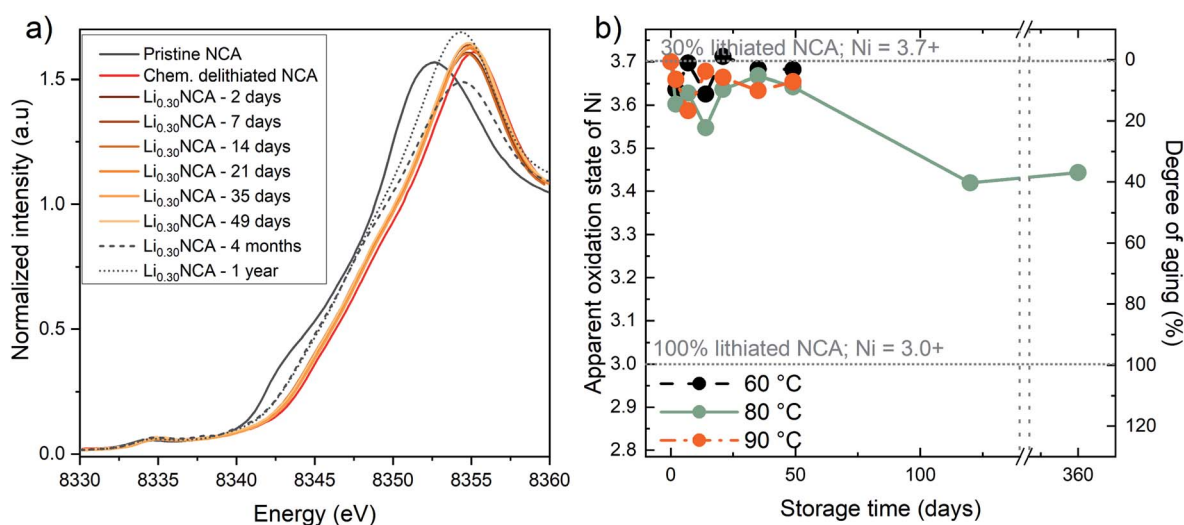 a)
Normalized intensity (a.u)
1.5
1.0
0.5
0.0
Pristine NCA
Chem. delithiated NCA
Li0.30NCA - 2 days
Li0.30NCA - 7 days
Li0.30NCA - 14 days
Li0.30NCA - 21 days
Li0.30NCA - 35 days
Li0.30NCA - 49 days
Li0.30NCA - 4 months
Li0.30NCA - 1 year
8330 8335 8340 8345 8350 8355 8360
Energy (eV)
b)
Apparent oxidation state of Ni
3.7
3.6
3.5
3.4
3.3
3.2
3.1
3.0
2.9
2.8
30% lithiated NCA; Ni = 3.7+
100% lithiated NCA; Ni = 3.0+
60 °C
80 °C
90 °C
0 50 100 360
Storage time (days)
0
20
40
60
80
100
120
Degree of aging (%)